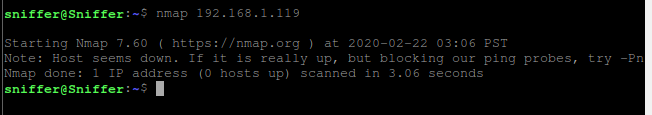 sniffer@Sniffer:~$ nmap 192.168.1.119
Starting Nmap 7.60 ( https://nmap.org ) at 2020-02-22 03:06 PST
Note: Host seems down. If it is really up, but blocking our ping probes, try -Pn
Nmap done: 1 IP address (0 hosts up) scanned in 3.06 seconds
sniffer@Sniffer:~$